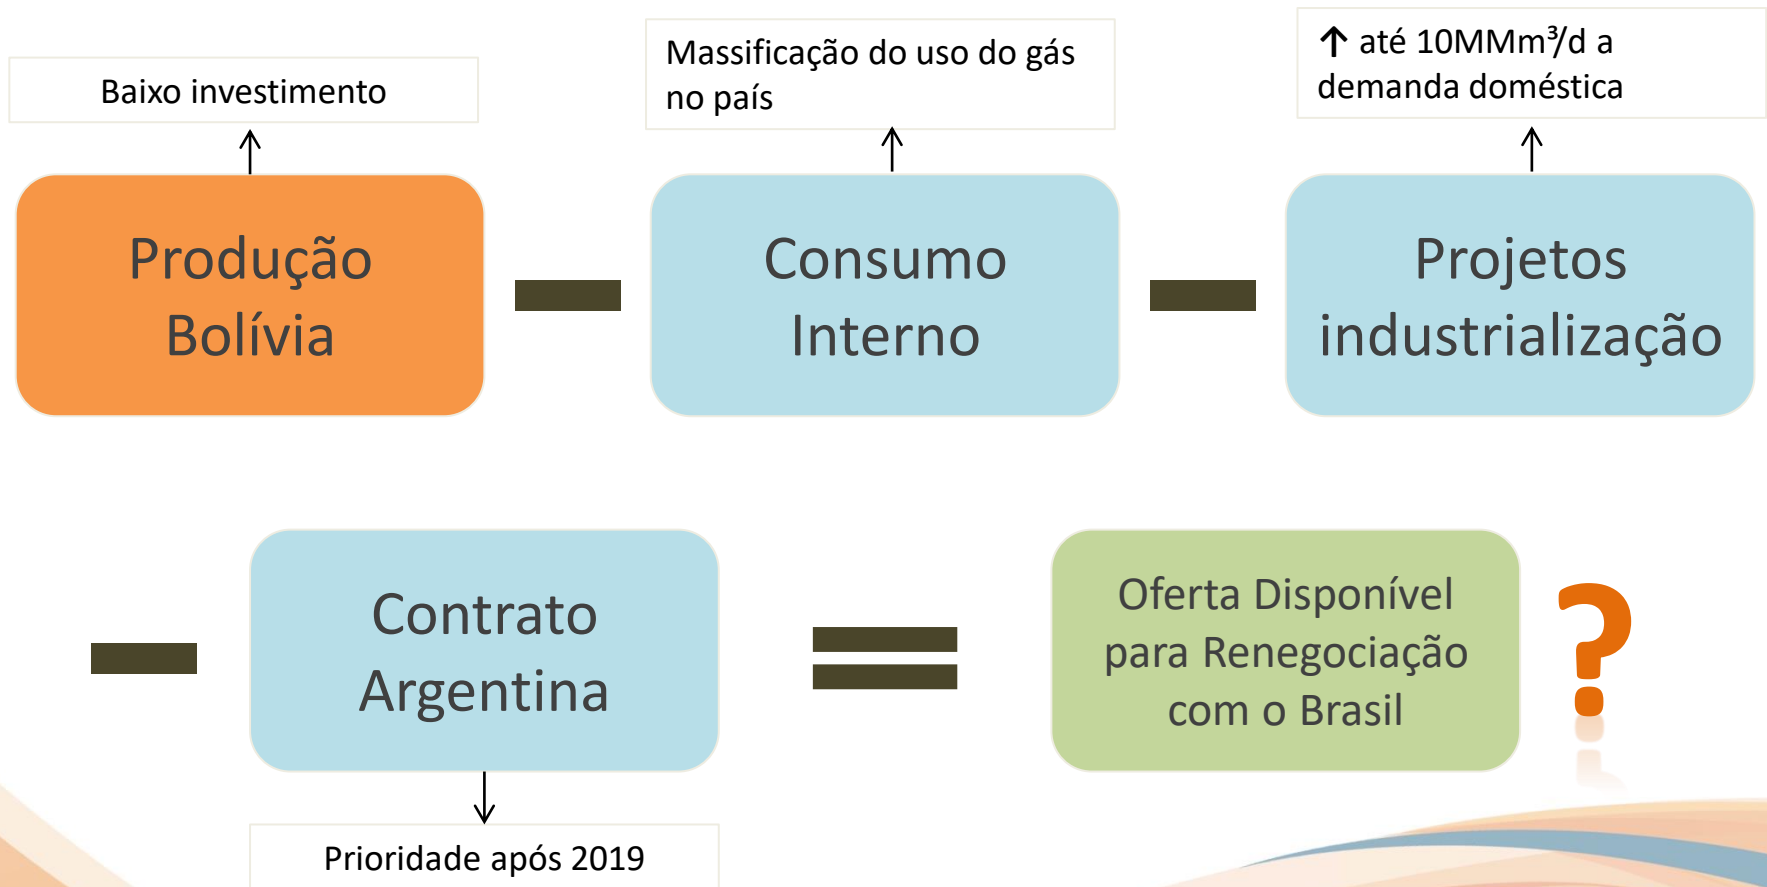 Baixo investimento
Massificação do uso do gás
no país
↑ até 10MMm³/d a
demanda doméstica
Produção
Bolívia
Consumo
Interno
Projetos
industrialização
Contrato
Argentina
Oferta Disponível
para Renegociação
com o Brasil
?
Prioridade após 2019